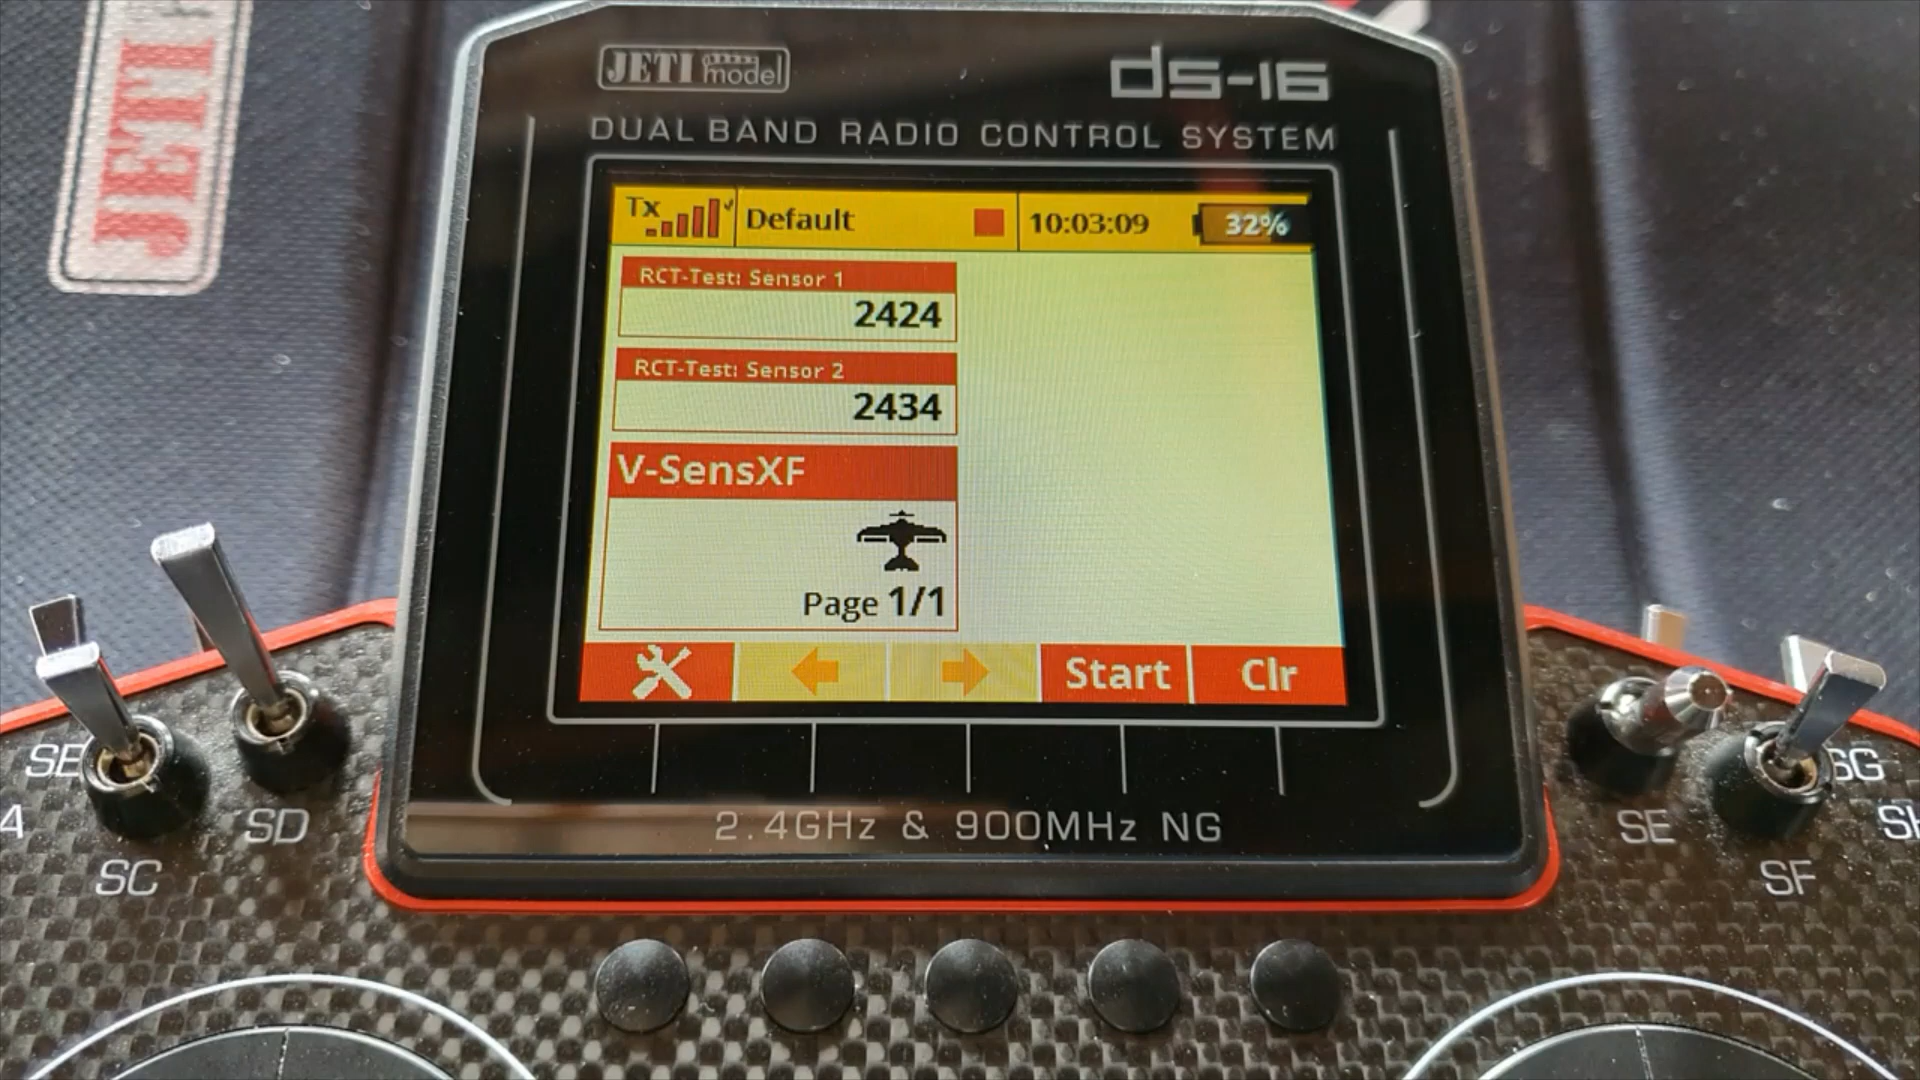 JETI
JETI model
ds-16
DUAL BAND RADIO CONTROL SYSTEM
Tx
Default
10:03:09
32%
RCT-Test: Sensor 1
2424
RCT-Test: Sensor 2
2434
V-SensXF
Page 1/1
Start
Clr
2.4GHz & 900MHz NG
SD
SC
SE
SG
SF